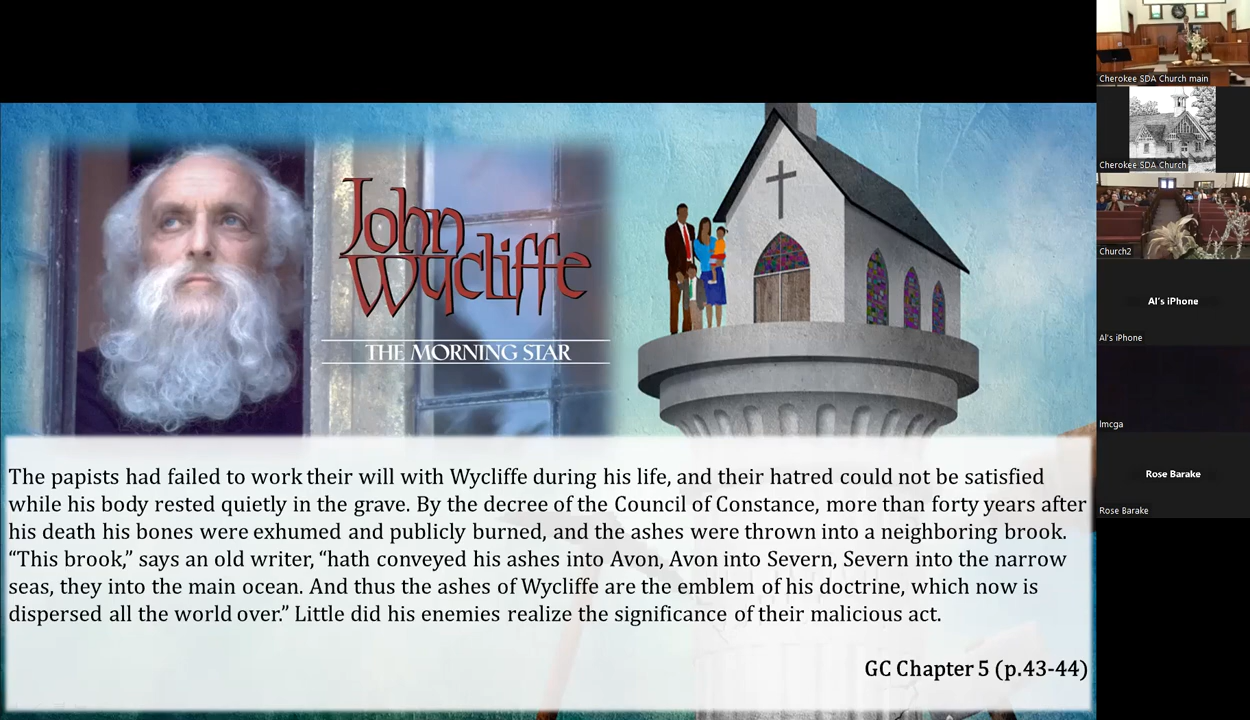 John
Wycliffe
THE MORNING STAR
The papists had failed to work their will with Wycliffe during his life, and their hatred could not be satisfied
while his body rested quietly in the grave. By the decree of the Council of Constance, more than forty years after
his death his bones were exhumed and publicly burned, and the ashes were thrown into a neighboring brook.
“This brook,” says an old writer, “hath conveyed his ashes into Avon, Avon into Severn, Severn into the narrow
seas, they into the main ocean. And thus the ashes of Wycliffe are the emblem of his doctrine, which now is
dispersed all the world over.” Little did his enemies realize the significance of their malicious act.
GC Chapter 5 (p.43-44)
Cherokee SDA Church main
Cherokee SDA Church
Church2
Al's iPhone
Al's iPhone
lmcga
Rose Barake
Rose Barake